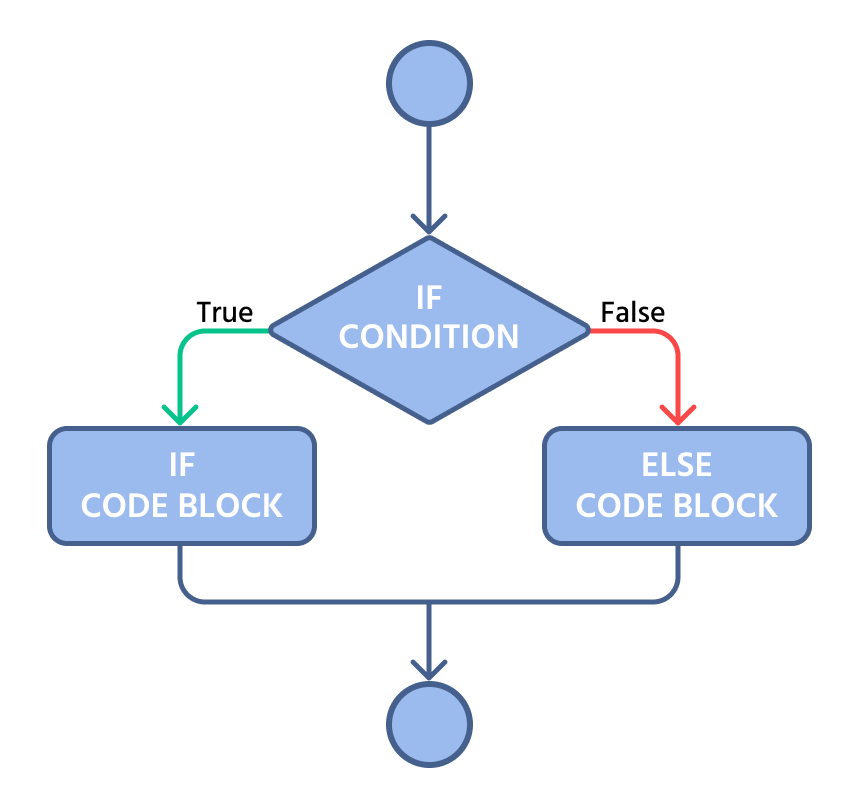 IF
CONDITION
True
False
IF
CODE BLOCK
ELSE
CODE BLOCK